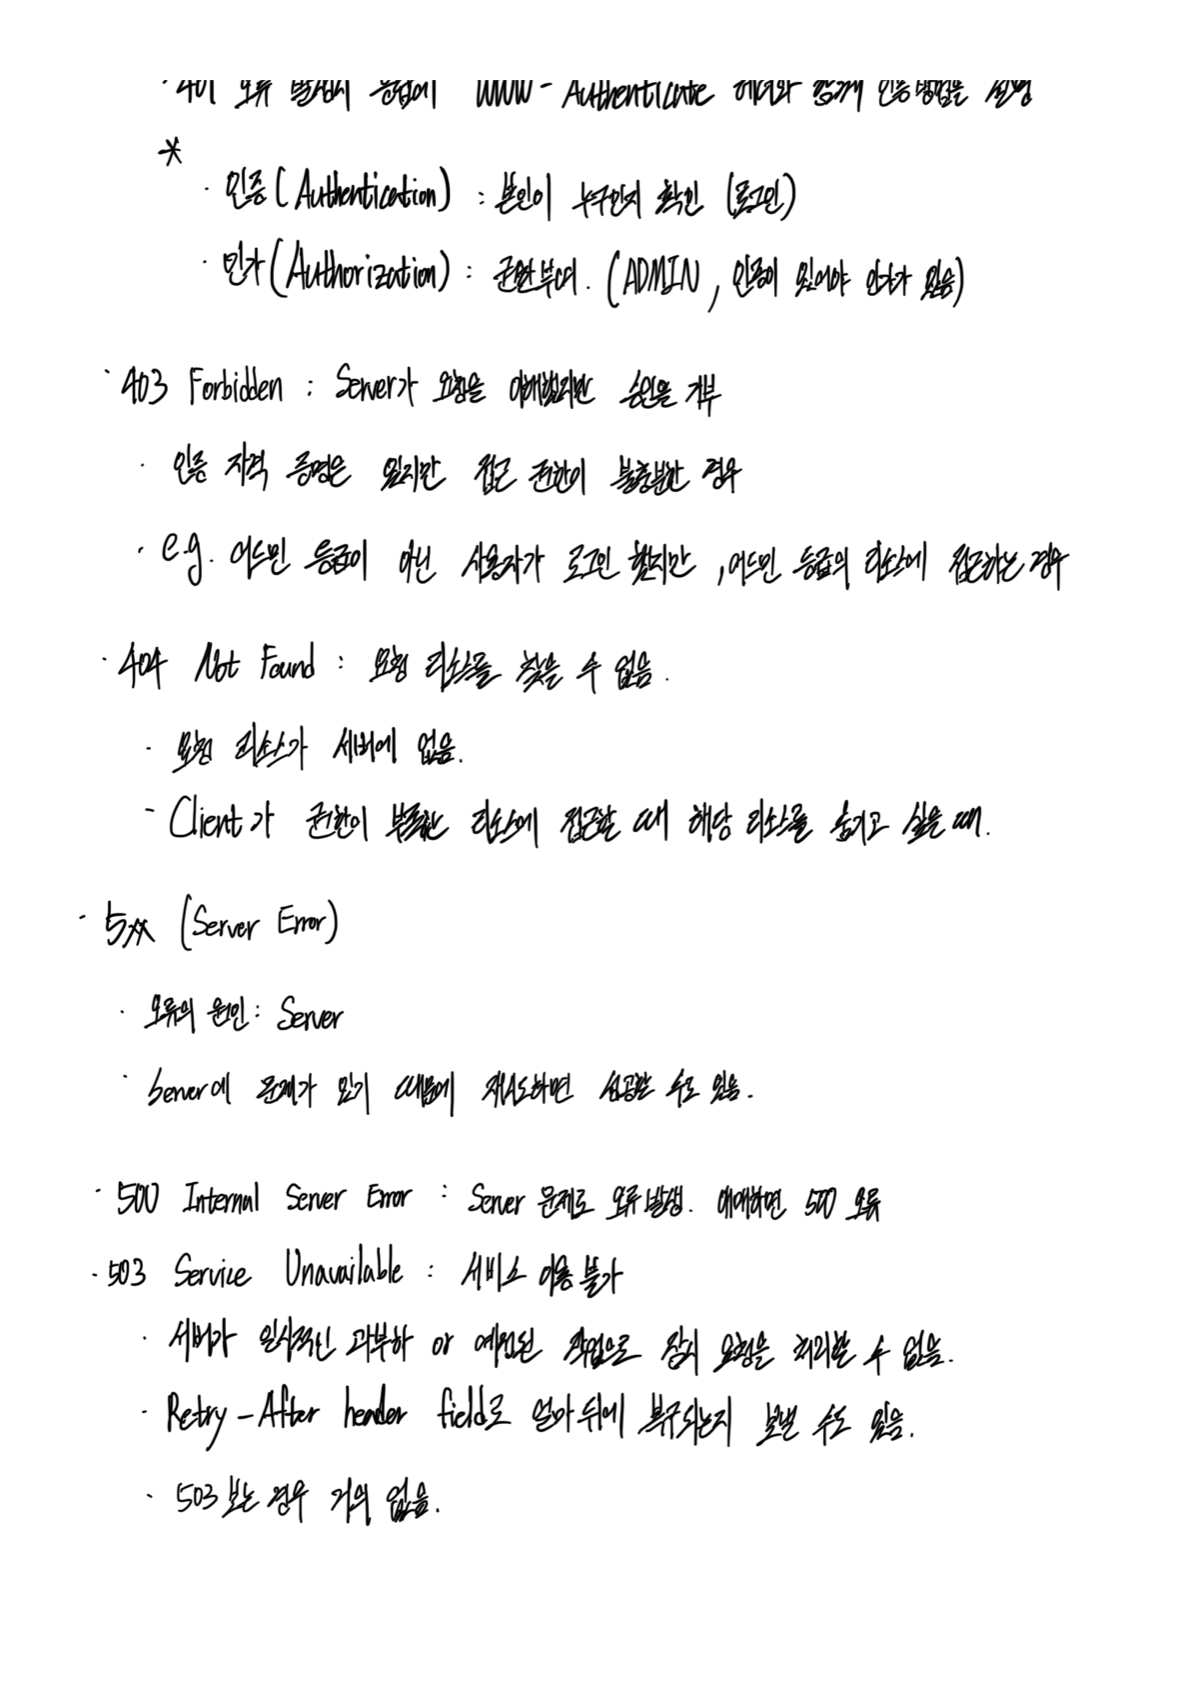 · 401 오류 발생시 응답에 WWW - Authenticate 헤더와 함께 인증 방법을 설명
*
· 인증(Authentication) : 본인이 누구인지 확인 (로그인)
· 인가(Authorization) : 권한부여. (ADMIN, 인증이 있어야 인가가 있음)
· 403 Forbidden : Server가 요청을 이해했지만 승인을 거부
· 인증 자격 증명은 있지만 접근 권한이 불충분한 경우
· e.g. 어드민 등급이 아닌 사용자가 로그인 했지만, 어드민 등급의 리소스에 접근하는 경우
· 404 Not Found : 요청 리소스를 찾을 수 없음.
· 요청 리소스가 서버에 없음.
- Client가 권한이 부족한 리소스에 접근할 때 해당 리소스를 숨기고 싶을 때.
· 5xx (Server Error)
· 오류의 원인 : Server
· Server에 문제가 있기 때문에 재시도하면 성공할 수도 있음.
· 500 Internal Server Error : Server 문제로 오류 발생. 애매하면 500 오류
· 503 Service Unavailable : 서비스 이용 불가
· 서버가 일시적인 과부하 or 예정된 작업으로 잠시 요청을 처리할 수 없음.
· Retry-After header field로 얼마 뒤에 복구되는지 보낼 수도 있음.
· 503 보는 경우 거의 없음.